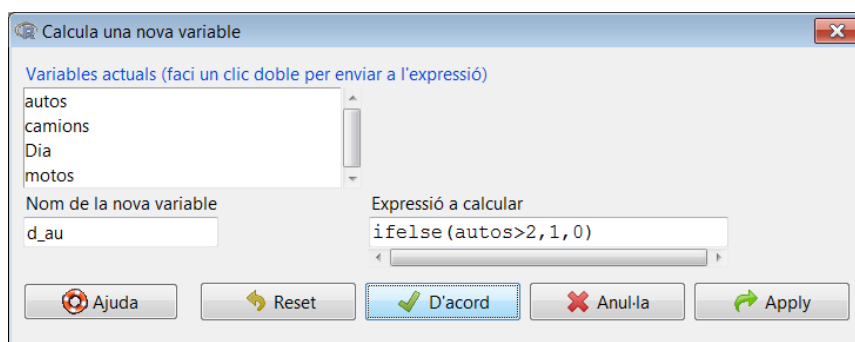 Calcula una nova variable
Variables actuals (faci un clic doble per enviar a l'expressió)
autos
camions
Dia
motos
Nom de la nova variable Expressió a calcular
d_au ifelse(autos>2,1,0)
Ajuda Reset D'acord Anul·la Apply